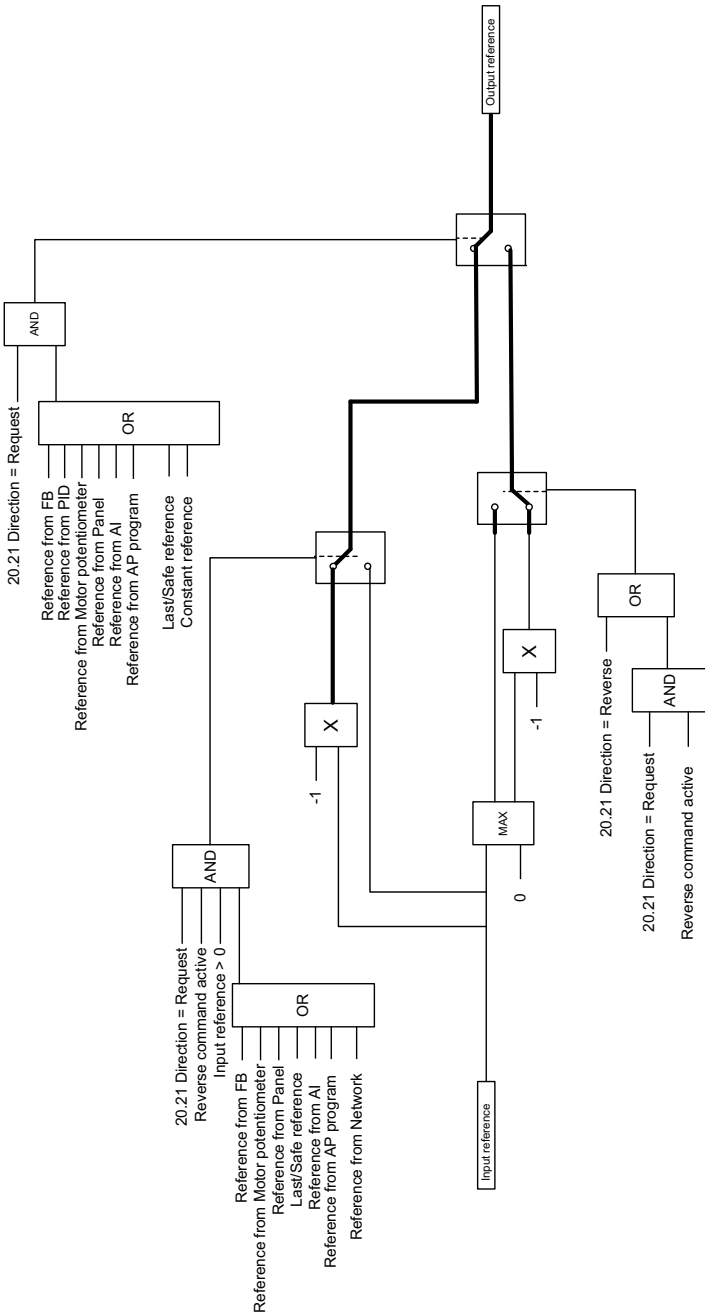 20.21 Direction = Request
Reference from FB
Reference from PID
Reference from Motor potentiometer
Reference from Panel
Reference from AI
Reference from AP program
Last/Safe reference
Constant reference
OR
AND
20.21 Direction = Request
Reverse command active
Input reference > 0
Reference from FB
Reference from Motor potentiometer
Reference from Panel
Last/Safe reference
Reference from AI
Reference from AP program
Reference from Network
OR
AND
-1
X
Input reference
0
MAX
-1
X
20.21 Direction = Reverse
20.21 Direction = Request
Reverse command active
AND
OR
Output reference